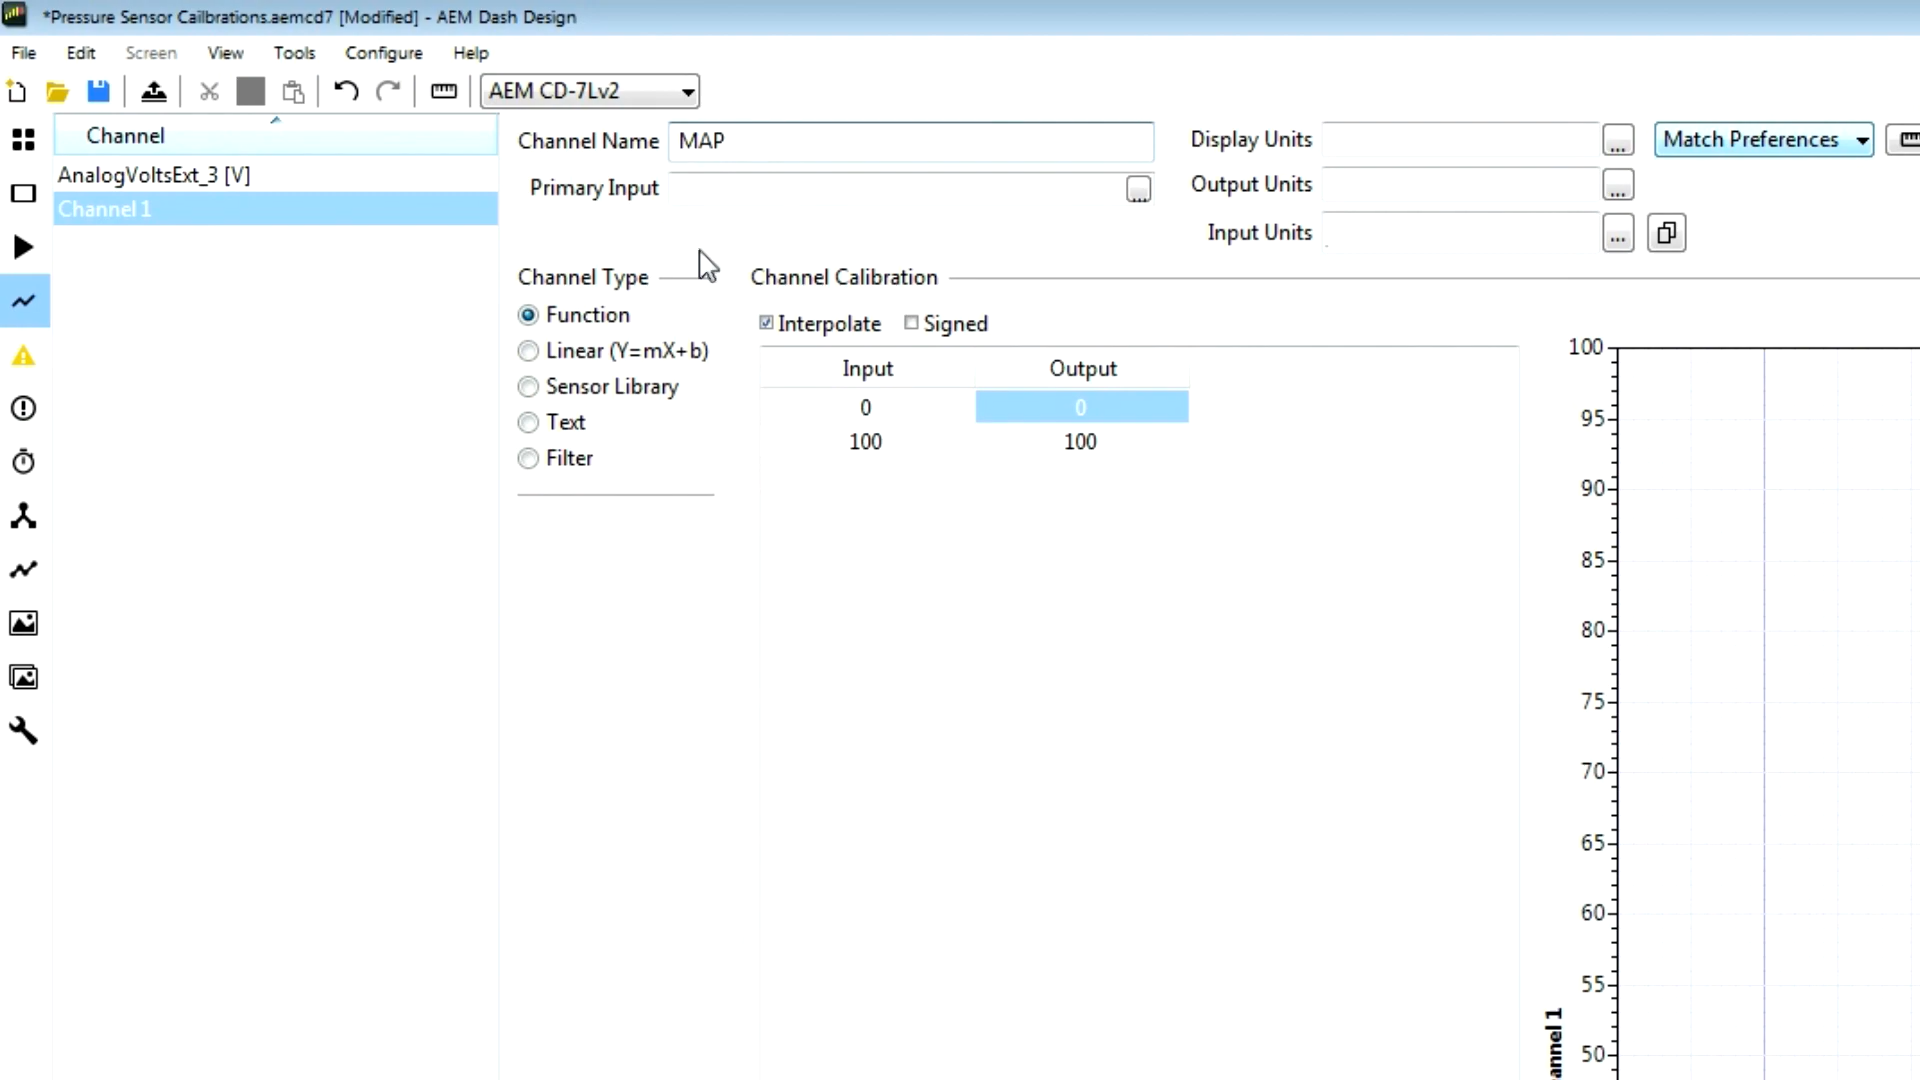 *Pressure Sensor Cailbrations.aemcd7 [Modified] - AEM Dash Design
File Edit Screen View Tools Configure Help
AEM CD-7Lv2
Channel
AnalogVoltsExt_3 [V]
Channel 1
Channel Name MAP
Primary Input ...
Display Units ... Match Preferences
Output Units ...
Input Units ...
Channel Type
Function
Linear (Y=mX+b)
Sensor Library
Text
Filter
Channel Calibration
Interpolate Signed
Input Output
0 0
100 100
100
95
90
85
80
75
70
65
60
55
50
annel 1